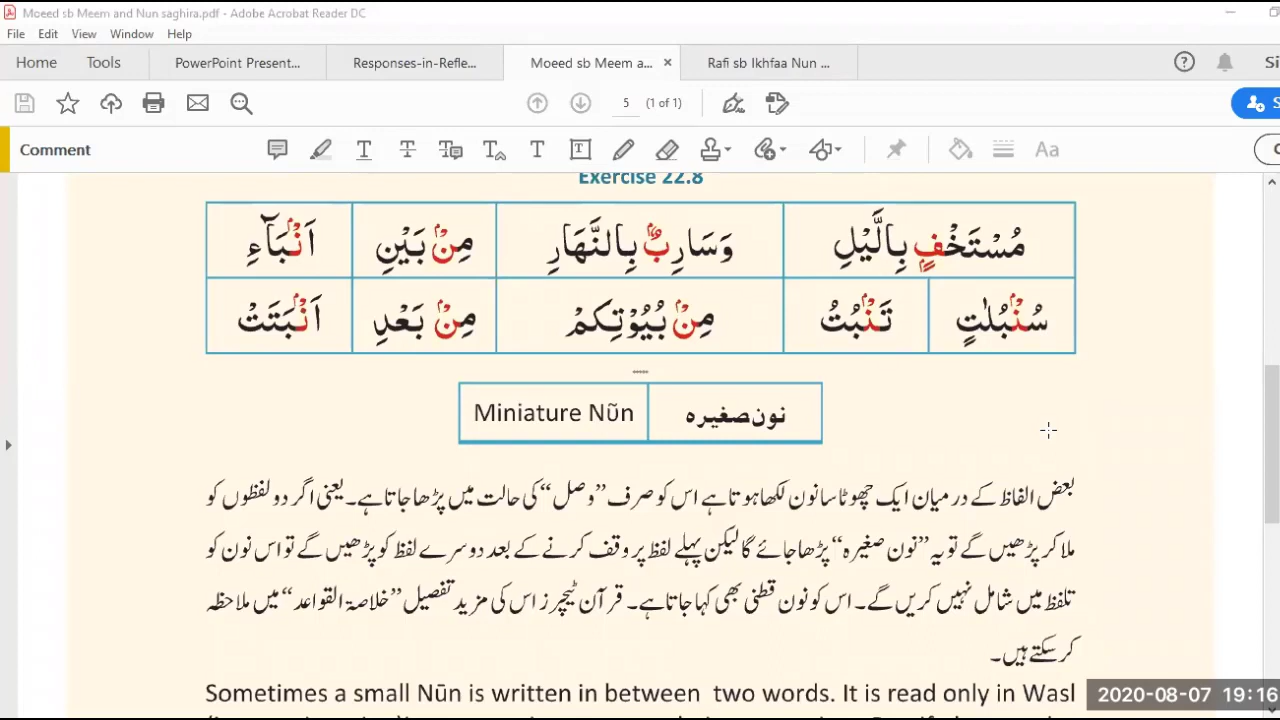 Moeed sb Meem and Nun saghira.pdf - Adobe Acrobat Reader DC
File Edit View Window Help
Home Tools PowerPoint Present... Responses-in-Refle... Moeed sb Meem a... × Rafi sb Ikhfaa Nun ...
5 (1 of 1)
Comment
Exercise 22.8
مُسْتَخْفٍۭ بِالَّيْلِ وَسَارِبٌۢ بِالنَّهَارِ مِنْۢ بَيْنِ اَنْۢبَآءِ
سُنْۢبُلٰتٍ تَنْۢبُتُ مِنْۢ بُيُوْتِكُمْ مِنْۢ بَعْدِ اَنْۢبَتَتْ
Miniature Nũn نون صغیرہ
بعض الفاظ کے درمیان ایک چھوٹا سا نون لکھا ہوتا ہے اس کو صرف “وصل” کی حالت میں پڑھا جاتا ہے۔ یعنی اگر دو لفظوں کو
ملا کر پڑھیں گے تو یہ “نون صغیرہ” پڑھا جائے گا لیکن پہلے لفظ پر وقف کرنے کے بعد دوسرے لفظ کو پڑھیں گے تو اس نون کو
تلفظ میں شامل نہیں کریں گے۔ اس کو نون قطنی بھی کہا جاتا ہے۔ قرآن ٹیچرز اس کی مزید تفصیل “خلاصۃ القواعد” میں ملاحظہ
کر سکتے ہیں۔
Sometimes a small Nūn is written in between two words. It is read only in Wasl
2020-08-07 19:16